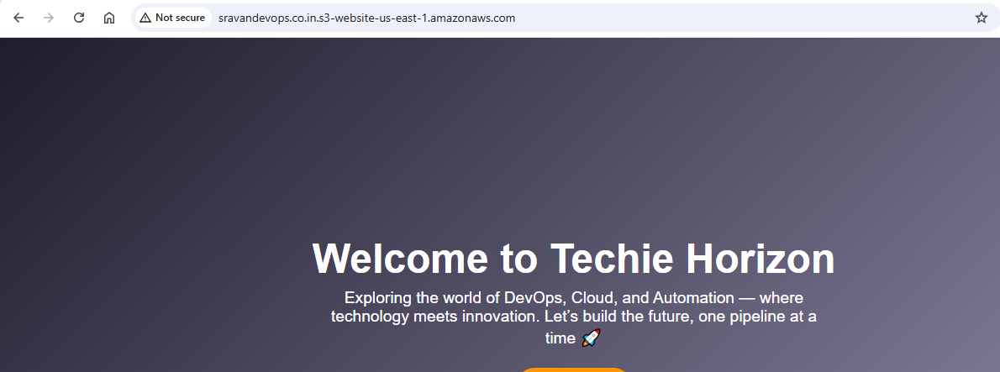 Not secure sravandevops.co.in.s3-website-us-east-1.amazonaws.com
Welcome to Techie Horizon
Exploring the world of DevOps, Cloud, and Automation — where
technology meets innovation. Let’s build the future, one pipeline at a
time 🚀